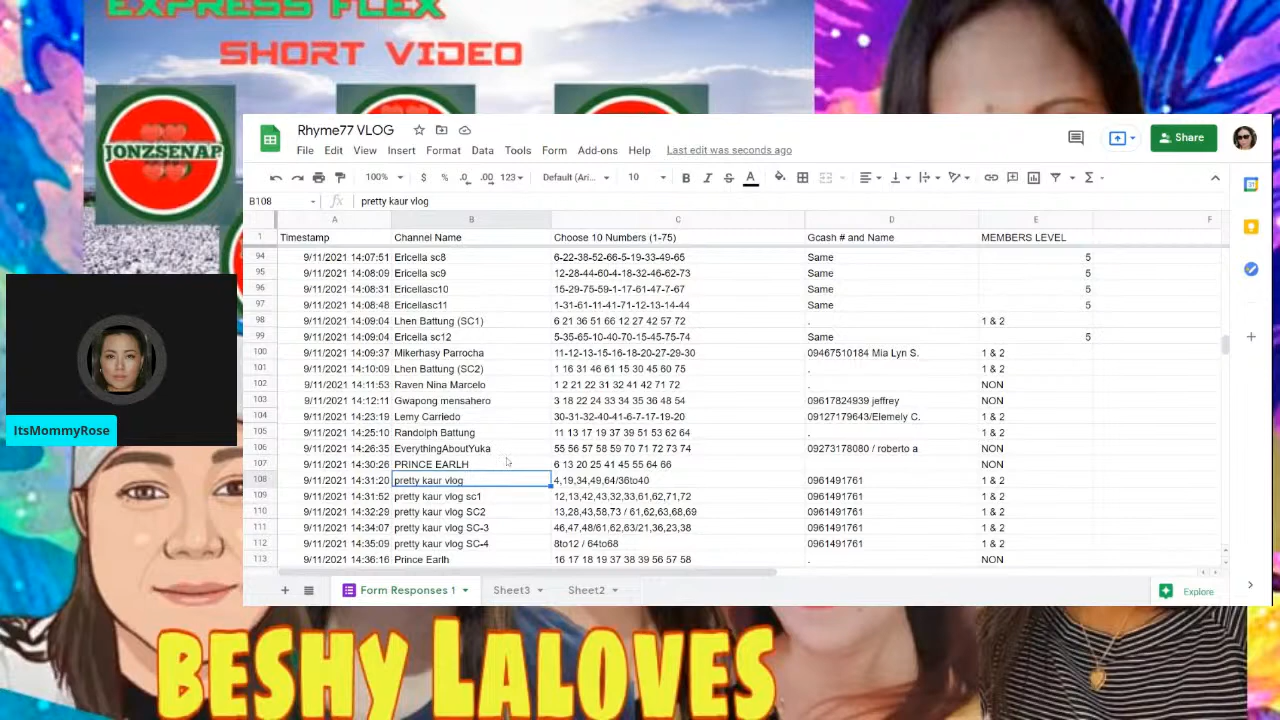 EXPRESS FLEX
SHORT VIDEO
JONZSENAP
Rhyme77 VLOG
File Edit View Insert Format Tools Form Add-ons Help Last edit was seconds ago
Share
100% $ % .0 .00 123 Default (Ari... 10 B I S A
B108 fx pretty kaur vlog
A B C D E F
1 Timestamp Channel Name Choose 10 Numbers (1-75) Gcash # and Name MEMBERS LEVEL
94 9/11/2021 14:07:51 Ericella sc8 6-22-38-52-66-5-19-33-49-65 Same 5
95 9/11/2021 14:08:09 Ericella sc9 12-28-44-60-4-18-32-46-62-73 Same 5
96 9/11/2021 14:08:31 Ericellasc10 15-29-75-59-1-17-61-47-7-67 Same 5
97 9/11/2021 14:08:48 Ericellasc11 1-31-61-11-41-71-12-13-14-44 Same 5
98 9/11/2021 14:09:04 Lhen Battung (SC1) 6 21 36 51 66 12 27 42 57 72 . 1 & 2
99 9/11/2021 14:09:04 Ericella sc12 5-35-65-10-40-70-15-45-75-74 Same 5
100 9/11/2021 14:09:37 Mikerhasy Parrocha 11-12-13-15-16-18-20-27-29-30 09467510184 Mia Lyn S. 1 & 2
101 9/11/2021 14:10:09 Lhen Battung (SC2) 1 16 31 46 61 15 30 45 60 75 . 1 & 2
102 9/11/2021 14:11:53 Raven Nina Marcelo 1 2 21 22 31 32 41 42 71 72 . NON
103 9/11/2021 14:12:11 Gwapong mensahero 3 18 22 24 33 34 35 36 48 54 09617824939 jeffrey NON
104 9/11/2021 14:23:19 Lemy Carriedo 30-31-32-40-41-6-7-17-19-20 09127179643/Elemely C. 1 & 2
105 9/11/2021 14:25:10 Randolph Battung 11 13 17 19 37 39 51 53 62 64 . 1 & 2
106 9/11/2021 14:26:35 EverythingAboutYuka 55 56 57 58 59 70 71 72 73 74 09273178080 / roberto a NON
107 9/11/2021 14:30:26 PRINCE EARLH 6 13 20 25 41 45 55 64 66 NON
108 9/11/2021 14:31:20 pretty kaur vlog 4,19,34,49,64/36to40 0961491761 1 & 2
109 9/11/2021 14:31:52 pretty kaur vlog sc1 12,13,42,43,32,33,61,62,71,72 0961491761 1 & 2
110 9/11/2021 14:32:29 pretty kaur vlog SC2 13,28,43,58,73 / 61,62,63,68,69 0961491761 1 & 2
111 9/11/2021 14:34:07 pretty kaur vlog SC-3 46,47,48/61,62,63/21,36,23,38 0961491761 1 & 2
112 9/11/2021 14:35:09 pretty kaur vlog SC-4 8to12 / 64to68 0961491761 1 & 2
113 9/11/2021 14:36:16 Prince Earlh 16 17 18 19 37 38 39 56 57 58 . NON
Form Responses 1 Sheet3 Sheet2 Explore
ItsMommyRose
BESHY LALOVES